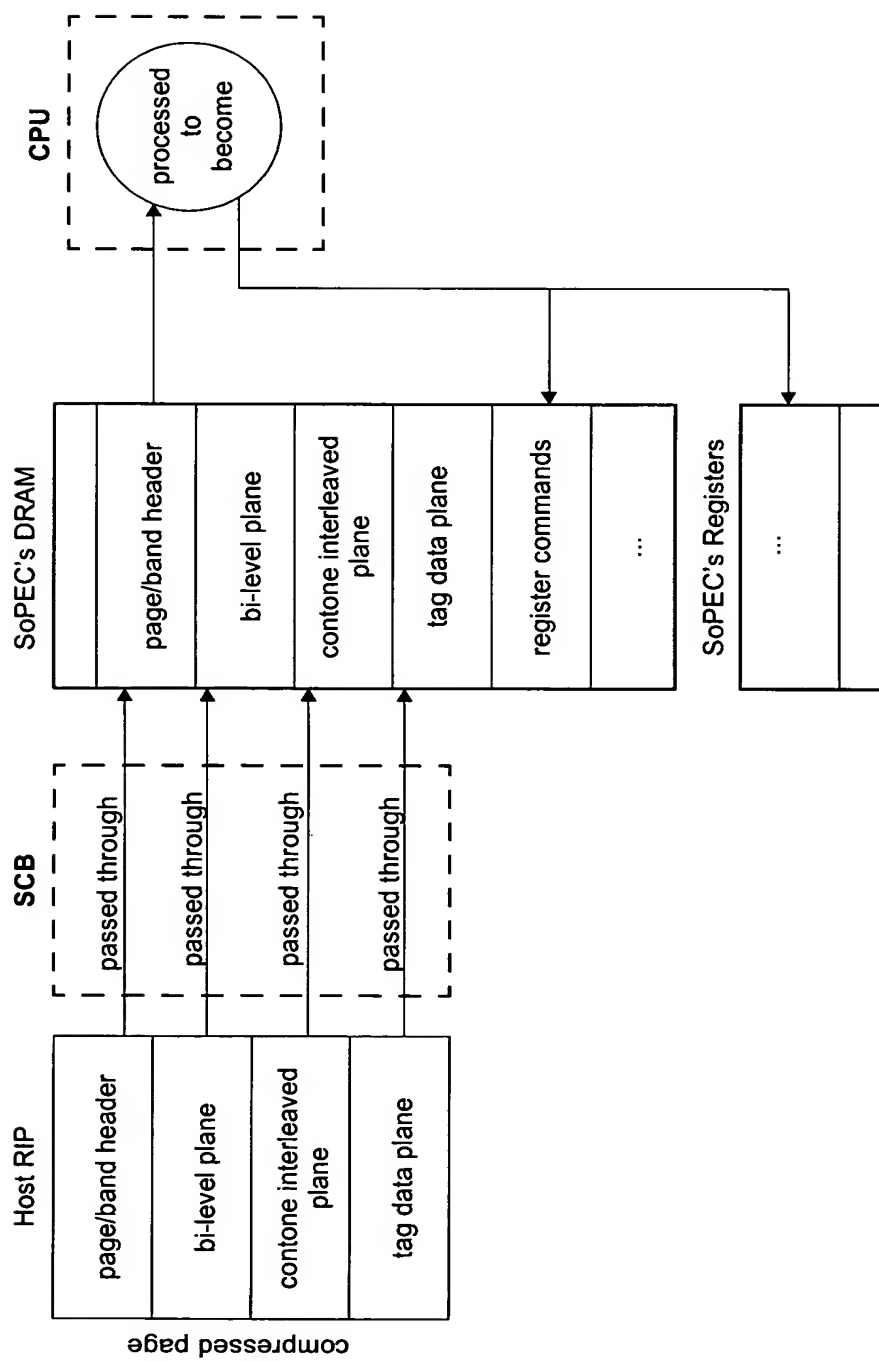 compressed page
Host RIP
page/band header
bi-level plane
contone interleaved
plane
tag data plane
SCB
passed through
passed through
passed through
passed through
SoPEC's DRAM
page/band header
bi-level plane
contone interleaved
plane
tag data plane
register commands
...
SoPEC's Registers
...
CPU
processed
to
become